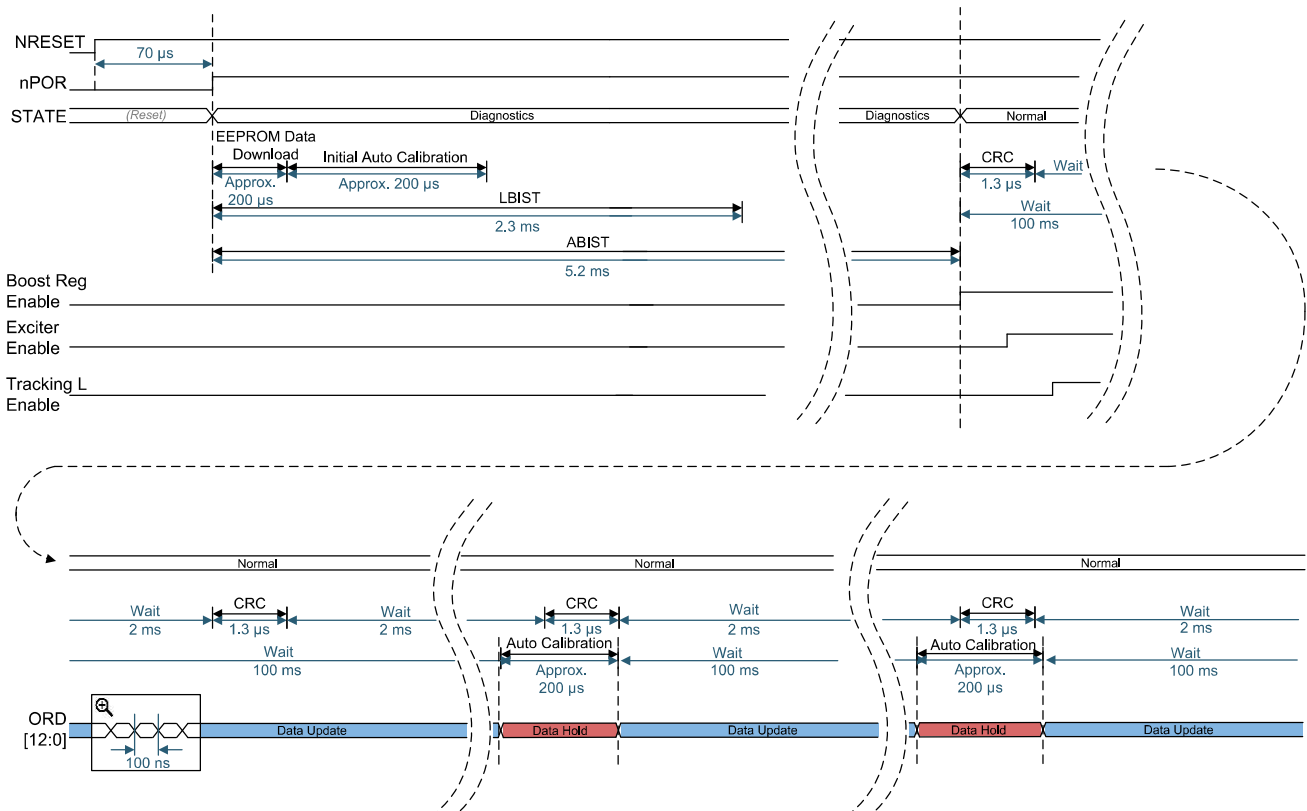 NRESET
70 µs
nPOR
STATE
(Reset)
Diagnostics
Diagnostics
Normal
EEPROM Data
Download
Initial Auto Calibration
CRC
Approx.
200 µs
Approx. 200 µs
1.3 µs
Wait
LBIST
2.3 ms
Wait
100 ms
ABIST
5.2 ms
Boost Reg
Enable
Exciter
Enable
Tracking L
Enable
Normal
Normal
Normal
Wait
2 ms
CRC
1.3 µs
Wait
2 ms
CRC
1.3 µs
Wait
2 ms
CRC
1.3 µs
Wait
2 ms
Wait
100 ms
Auto Calibration
Approx.
200 µs
Wait
100 ms
Auto Calibration
Approx.
200 µs
Wait
100 ms
ORD
[12:0]
100 ns
Data Update
Data Hold
Data Update
Data Hold
Data Update